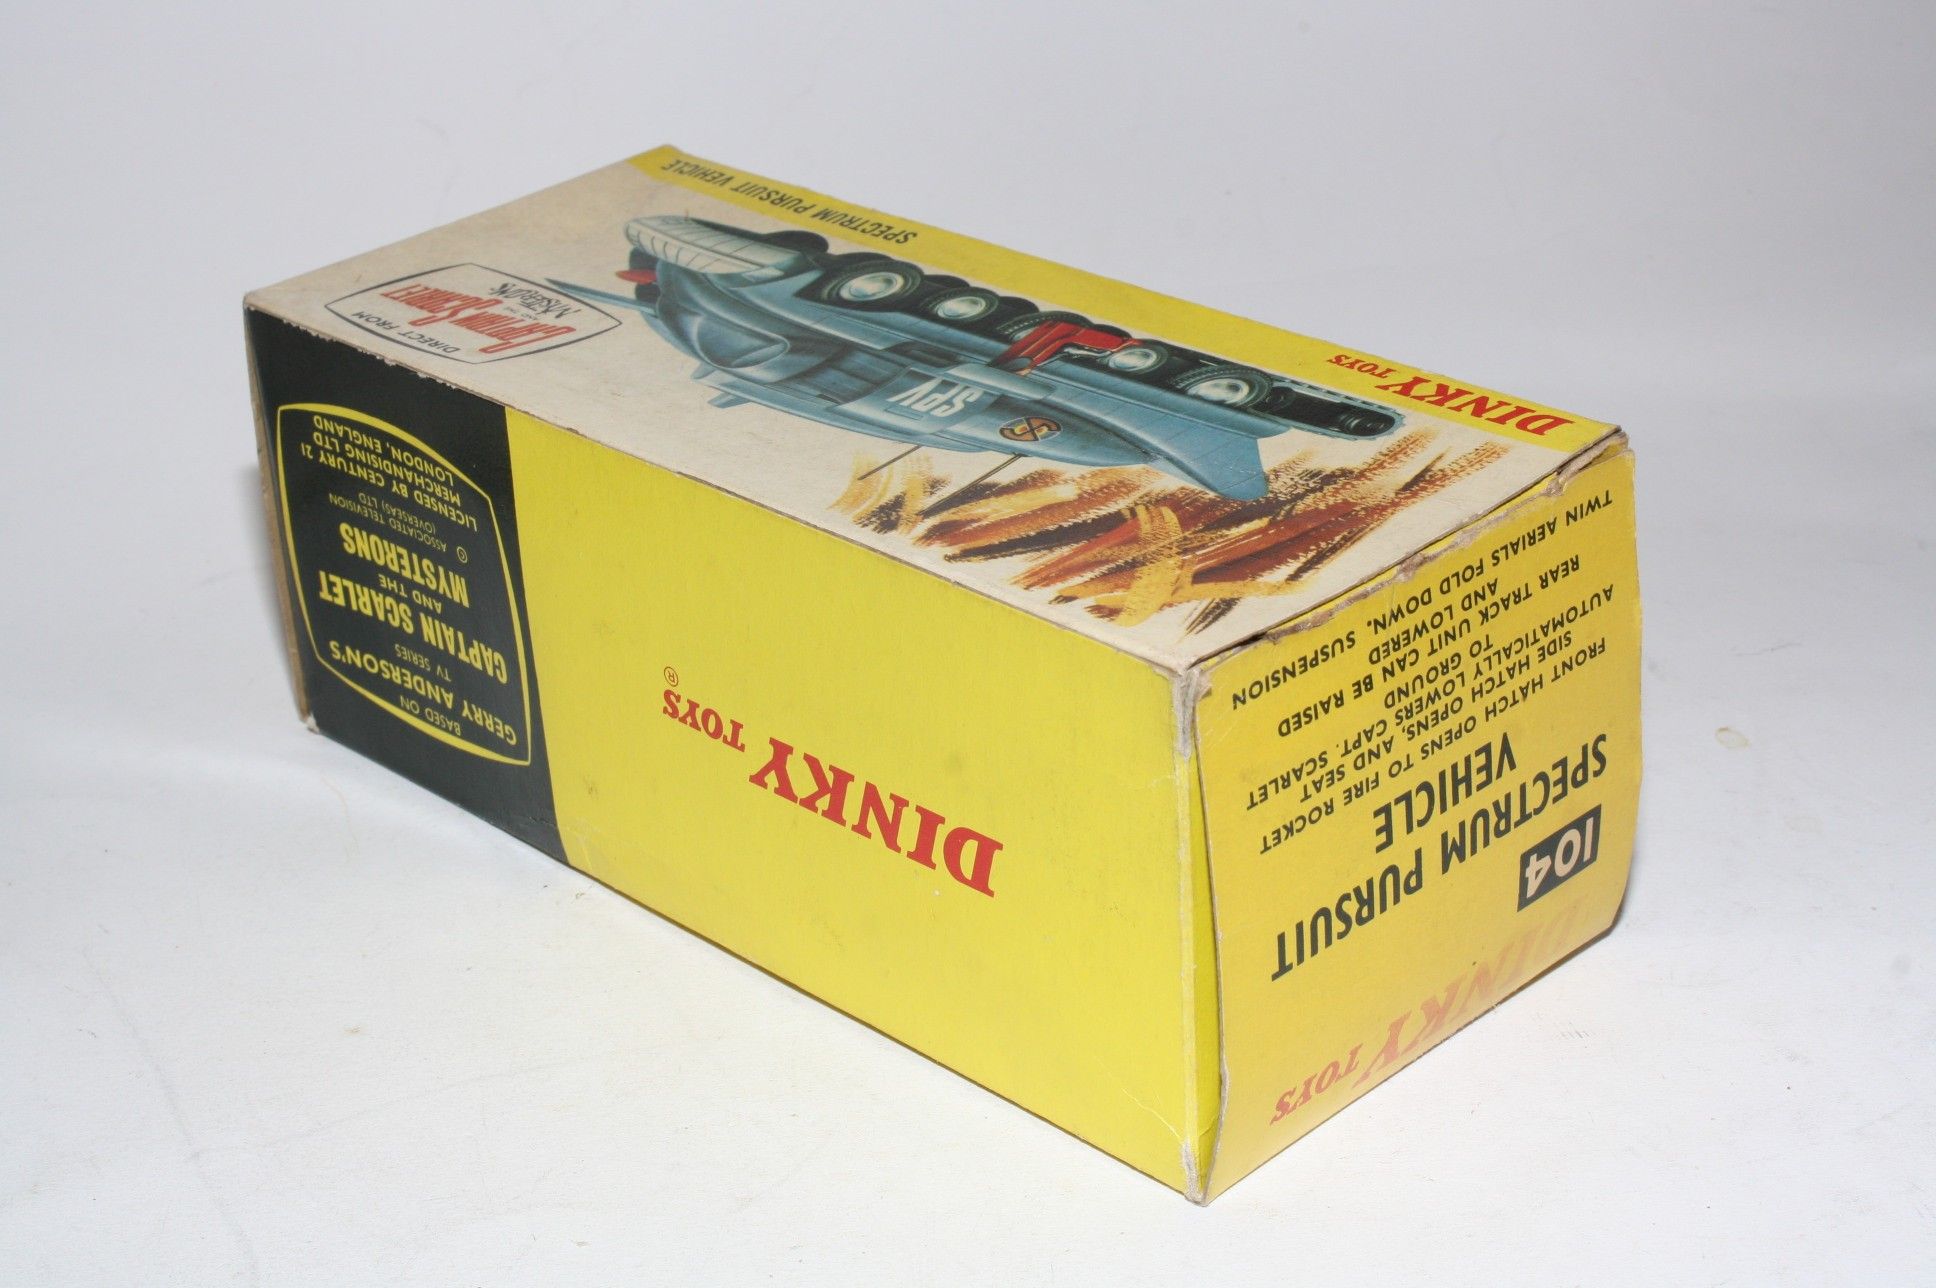 SPECTRUM PURSUIT VEHICLE
DINKY TOYS
DIRECT FROM
CAPTAIN SCARLET
AND THE
MYSTERONS
SPV
S
DINKY TOYS ®
BASED ON
GERRY ANDERSON'S
TV SERIES
CAPTAIN SCARLET
AND THE
MYSTERONS
© ASSOCIATED TELEVISION
(OVERSEAS) LTD
LICENSED BY CENTURY 21
MERCHANDISING LTD
LONDON, ENGLAND
DINKY TOYS
104
SPECTRUM PURSUIT
VEHICLE
FRONT HATCH OPENS TO FIRE ROCKET
SIDE HATCH OPENS, AND SEAT
AUTOMATICALLY LOWERS CAPT. SCARLET
TO GROUND
REAR TRACK UNIT CAN BE RAISED
AND LOWERED
TWIN AERIALS FOLD DOWN. SUSPENSION